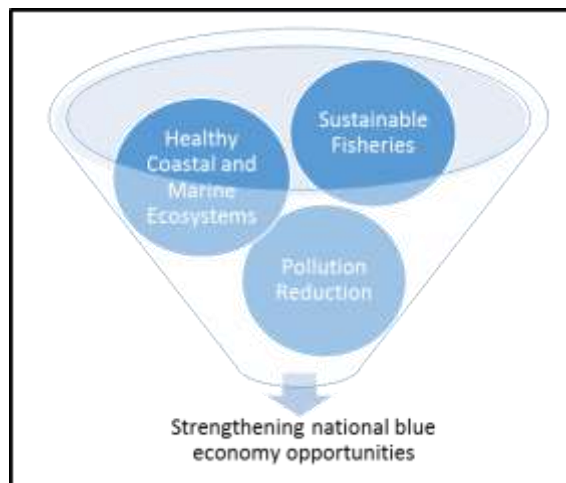 Healthy
Coastal and
Marine
Ecosystems
Sustainable
Fisheries
Pollution
Reduction
Strengthening national blue
economy opportunities